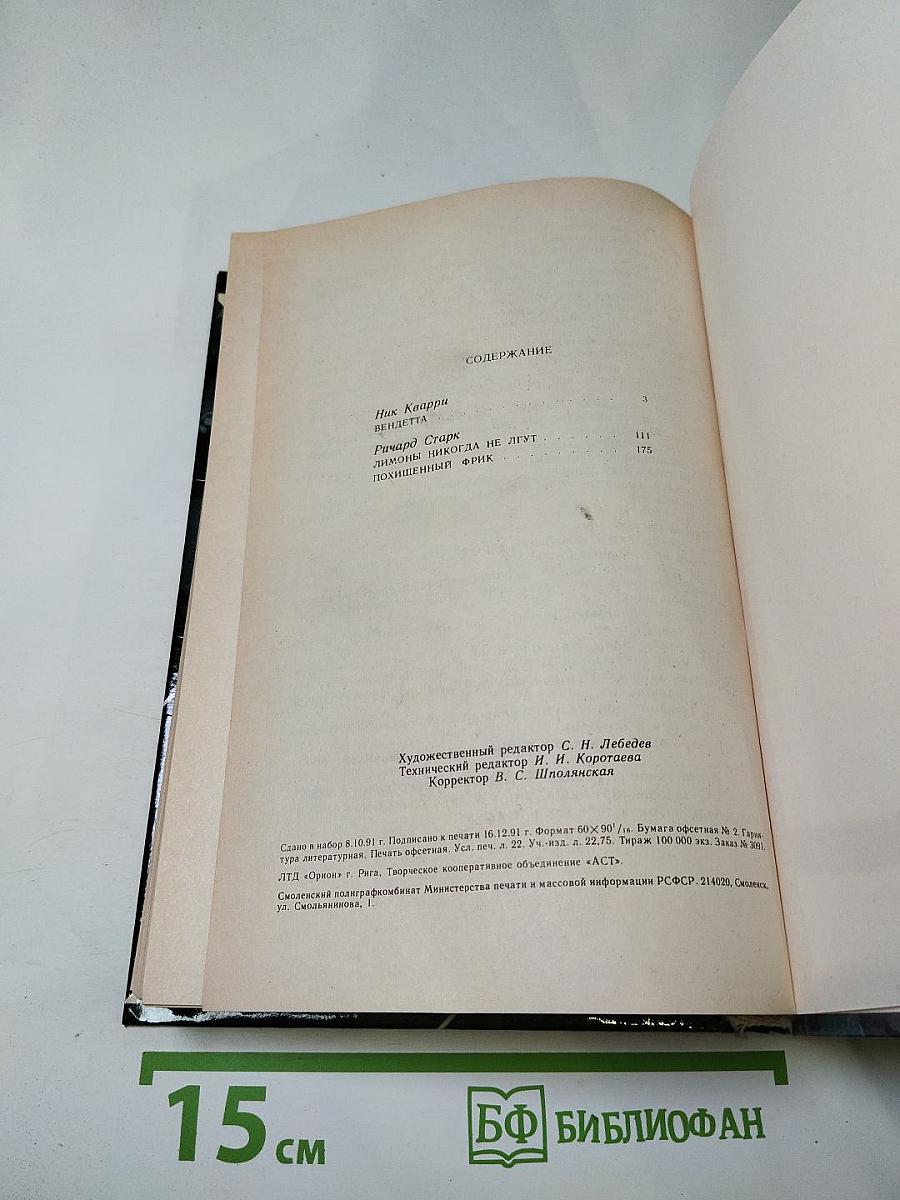 СОДЕРЖАНИЕ
Ник Кварри
ВЕНДЕТТА . . . . . . . . . . . . . 3
Ричард Старк
ЛИМОНЫ НИКОГДА НЕ ЛГУТ . . . . . . 111
ПОХИЩЕННЫЙ ФРИК . . . . . . . . . 175
Художественный редактор С. Н. Лебедев
Технический редактор И. И. Коротаева
Корректор В. С. Шполянская
Сдано в набор 8.10.91 г. Подписано к печати 16.12.91 г. Формат 60×90¹/₁₆. Бумага офсетная № 2. Гарни-
тура литературная. Печать офсетная. Усл. печ. л. 22. Уч.-изд. л. 22,75. Тираж 100 000 экз. Заказ № 3091.
ЛТД «Орион» г. Рига, Творческое кооперативное объединение «АСТ».
Смоленский полиграфкомбинат Министерства печати и массовой информации РСФСР. 214020, Смоленск,
ул. Смольянинова, 1.
15 см
БФ БИБЛИОФАН